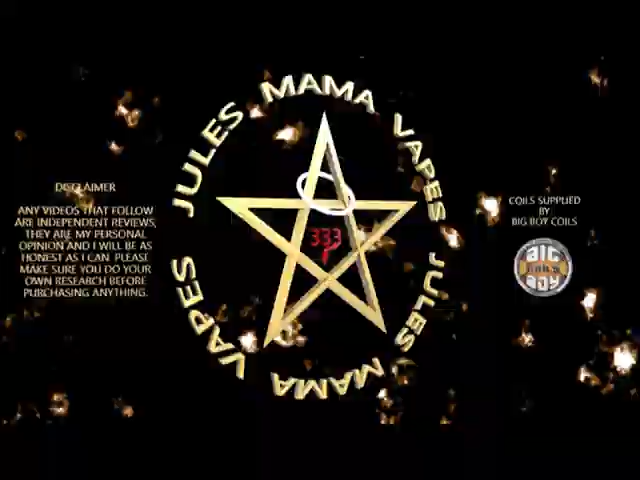 JULES MAMA VAPES JULES MAMA VAPES
333
DISCLAIMER
ANY VIDEOS THAT FOLLOW
ARE INDEPENDENT REVIEWS,
THEY ARE MY PERSONAL
OPINION AND I WILL BE AS
HONEST AS I CAN PLEASE
MAKE SURE YOU DO YOUR
OWN RESEARCH BEFORE
PURCHASING ANYTHING.
COILS SUPPLIED
BY
BIG BOY COILS
BIG
BOY